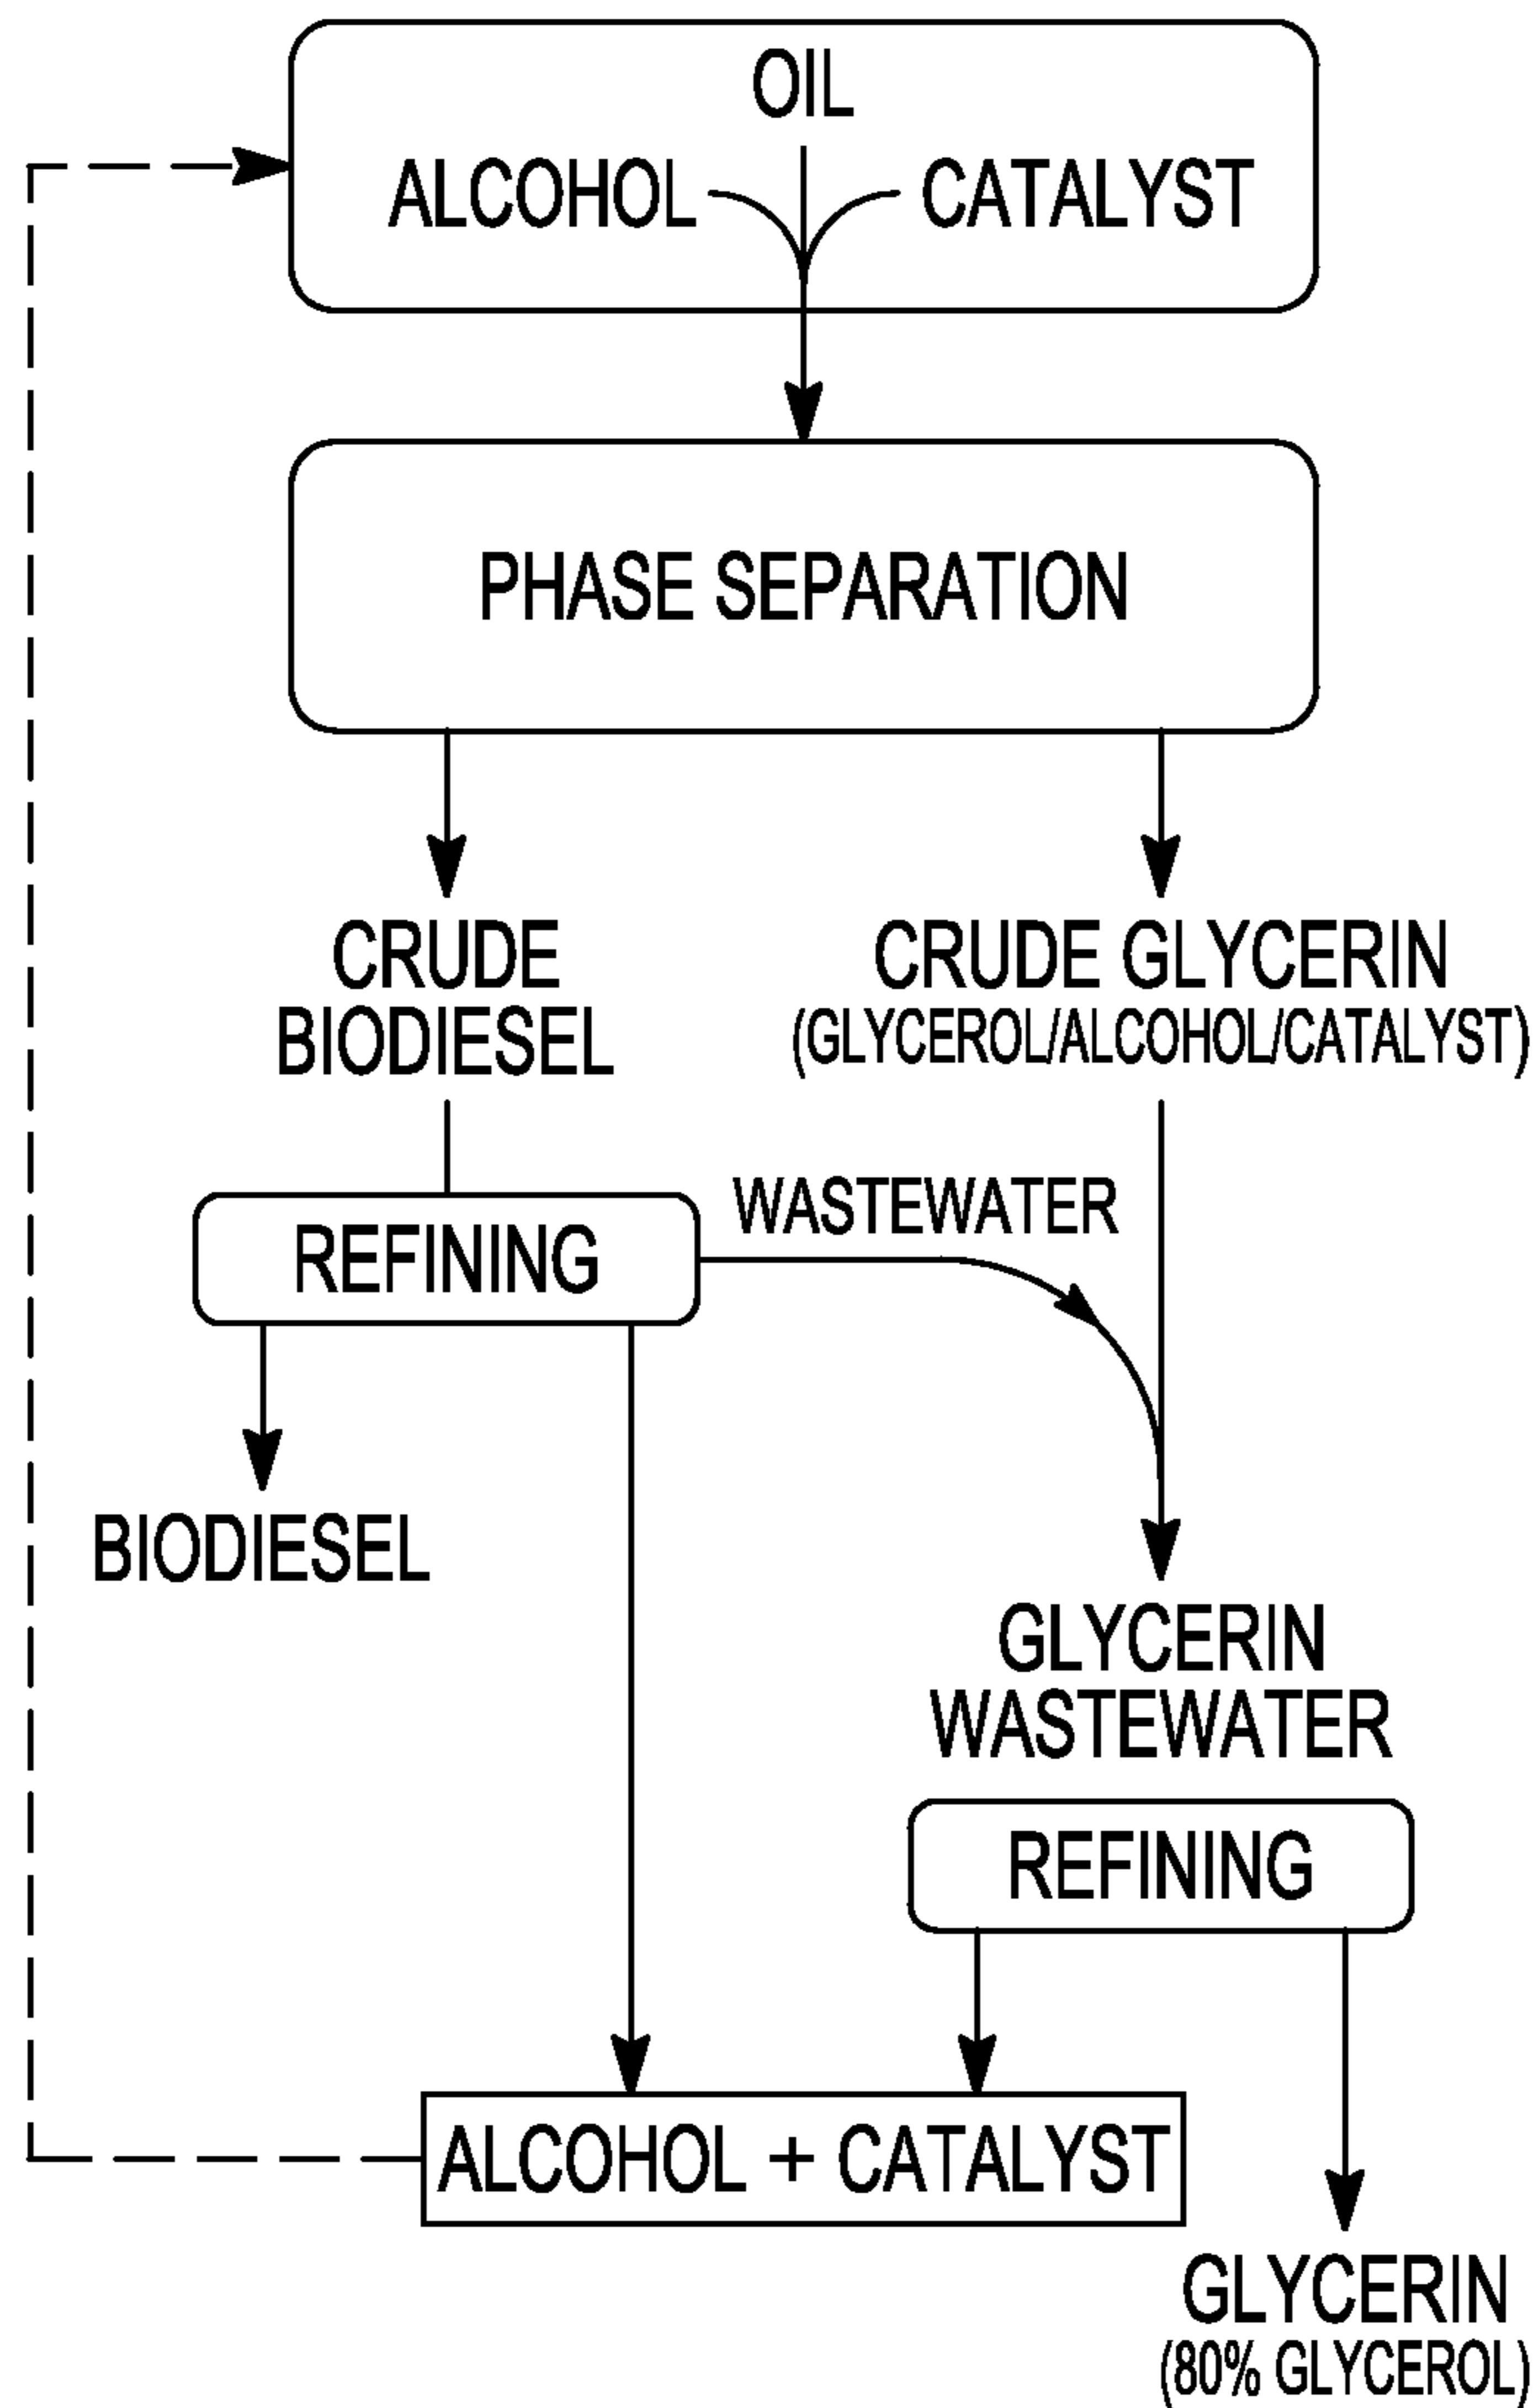 OIL
ALCOHOL CATALYST
PHASE SEPARATION
CRUDE
BIODIESEL
CRUDE GLYCERIN
(GLYCEROL/ALCOHOL/CATALYST)
REFINING
WASTEWATER
BIODIESEL
GLYCERIN
WASTEWATER
REFINING
ALCOHOL + CATALYST
GLYCERIN
(80% GLYCEROL)